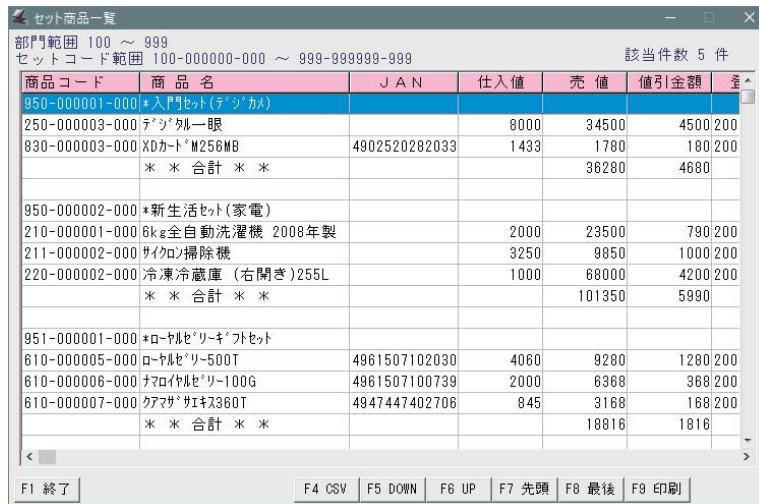 セット商品一覧
部門範囲 100 ～ 999
セットコード範囲 100-000000-000 ～ 999-999999-999 該当件数 5 件
商品コード 商 品 名 ＪＡＮ 仕入値 売 値 値引金額
950-000001-000 *入門ｾｯﾄ(ﾃﾞｼﾞｶﾒ)
250-000003-000 ﾃﾞｼﾞﾀﾙ一眼 8000 34500 4500 200
830-000003-000 XDｶｰﾄﾞM256MB 4902520282033 1433 1780 180 200
＊ ＊ 合計 ＊ ＊ 36280 4680
950-000002-000 *新生活ｾｯﾄ(家電)
210-000001-000 6kg全自動洗濯機 2008年製 2000 23500 790 200
211-000002-000 ｻｲｸﾛﾝ掃除機 3250 9850 1000 200
220-000002-000 冷凍冷蔵庫 (右開き)255L 1000 68000 4200 200
＊ ＊ 合計 ＊ ＊ 101350 5990
951-000001-000 *ﾛｰﾔﾙｾﾞﾘｰｷﾞﾌﾄｾｯﾄ
610-000005-000 ﾛｰﾔﾙｾﾞﾘｰ500T 4961507102030 4060 9280 1280 200
610-000006-000 ﾅﾏﾛｲﾔﾙｾﾞﾘｰ100G 4961507100739 2000 6368 368 200
610-000007-000 ｸｱﾏｻﾞｻｴｷｽ360T 4947447402706 845 3168 168 200
＊ ＊ 合計 ＊ ＊ 18816 1816
F1 終了 F4 CSV F5 DOWN F6 UP F7 先頭 F8 最後 F9 印刷